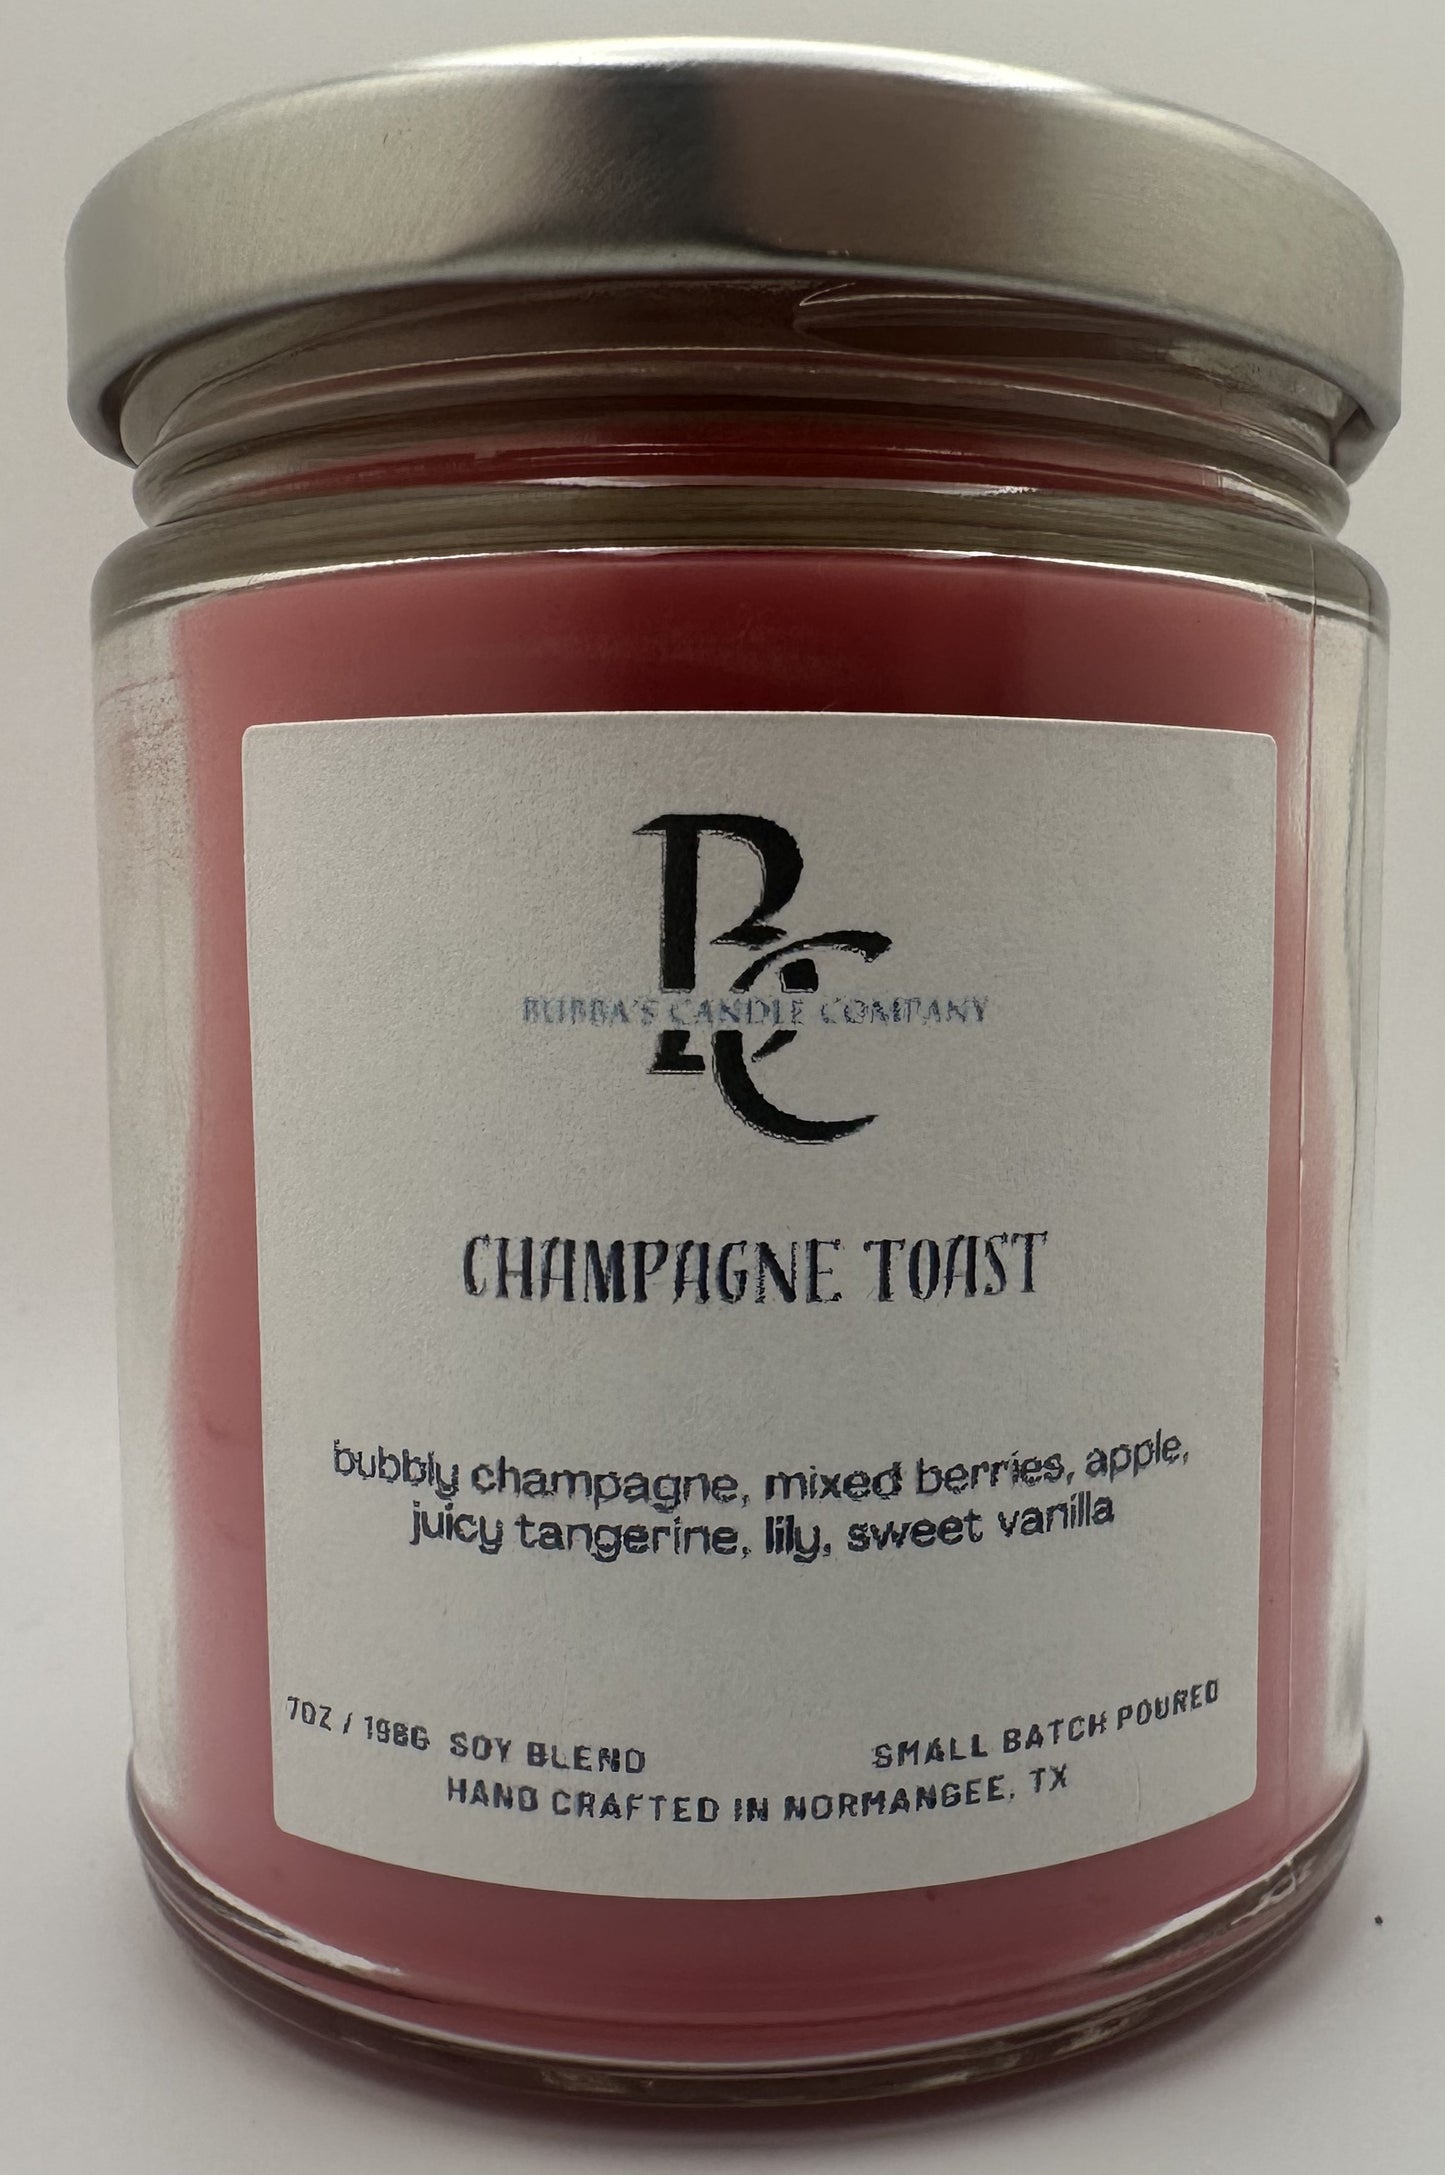 BC
BUBBA'S CANDLE COMPANY
CHAMPAGNE TOAST
bubbly champagne, mixed berries, apple,
juicy tangerine, lily, sweet vanilla
7OZ / 198G SOY BLEND SMALL BATCH POURED
HAND CRAFTED IN NORMANGEE, TX